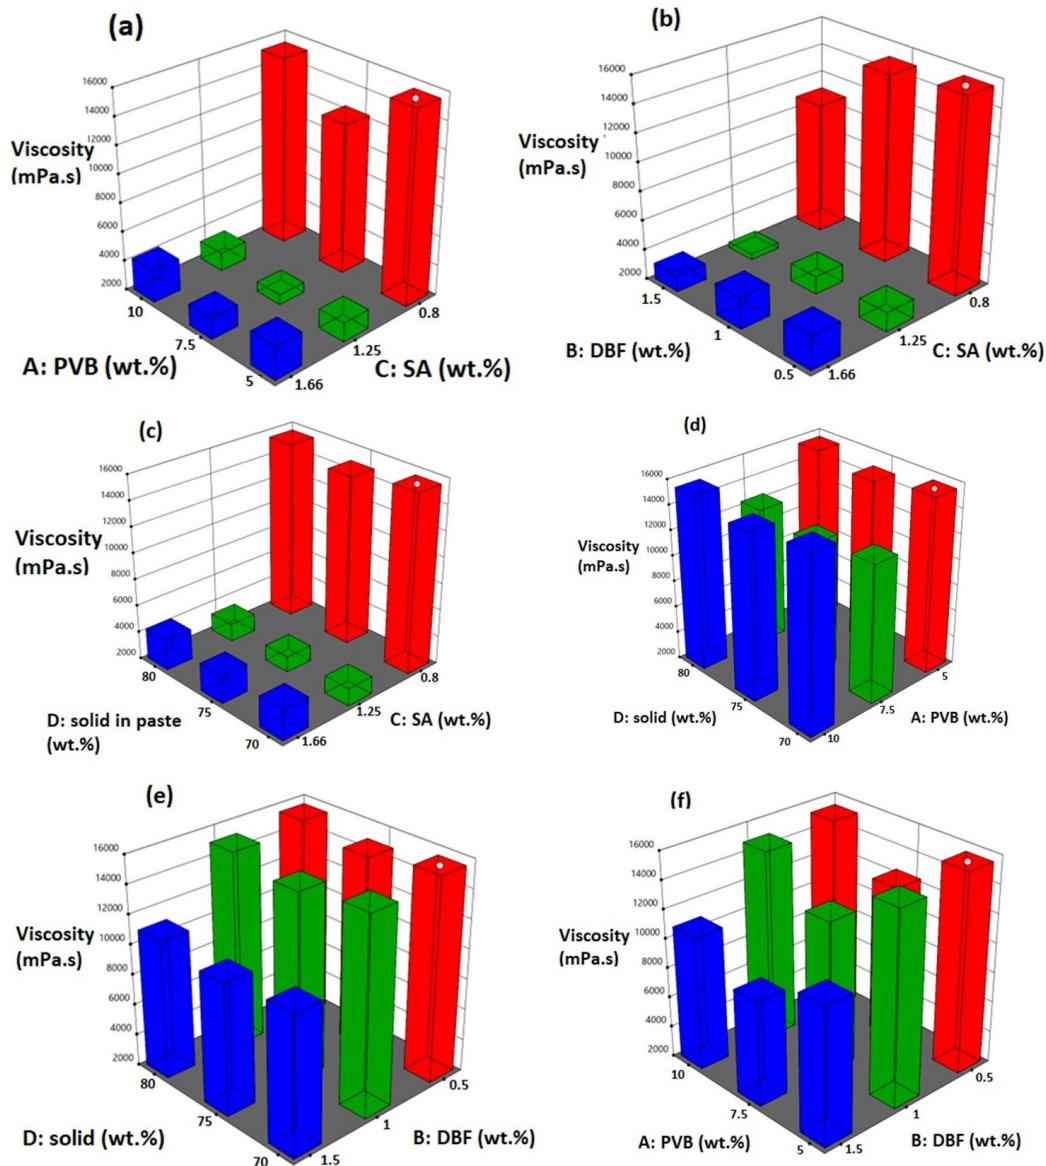 (a)
16000
14000
12000
10000
8000
6000
4000
2000
Viscosity
(mPa.s)
10
7.5
5
A: PVB (wt.%)
0.8
1.25
1.66
C: SA (wt.%)
(b)
16000
14000
12000
10000
8000
6000
4000
2000
Viscosity
(mPa.s)
1.5
1
0.5
B: DBF (wt.%)
0.8
1.25
1.66
C: SA (wt.%)
(c)
16000
14000
12000
10000
8000
6000
4000
2000
Viscosity
(mPa.s)
80
75
70
D: solid in paste
(wt.%)
0.8
1.25
1.66
C: SA (wt.%)
(d)
16000
14000
12000
10000
8000
6000
4000
2000
Viscosity
(mPa.s)
80
75
70
D: solid (wt.%)
5
7.5
10
A: PVB (wt.%)
(e)
16000
14000
12000
10000
8000
6000
4000
2000
Viscosity
(mPa.s)
80
75
70
D: solid (wt.%)
0.5
1
1.5
B: DBF (wt.%)
(f)
16000
14000
12000
10000
8000
6000
4000
2000
Viscosity
(mPa.s)
10
7.5
5
A: PVB (wt.%)
0.5
1
1.5
B: DBF (wt.%)